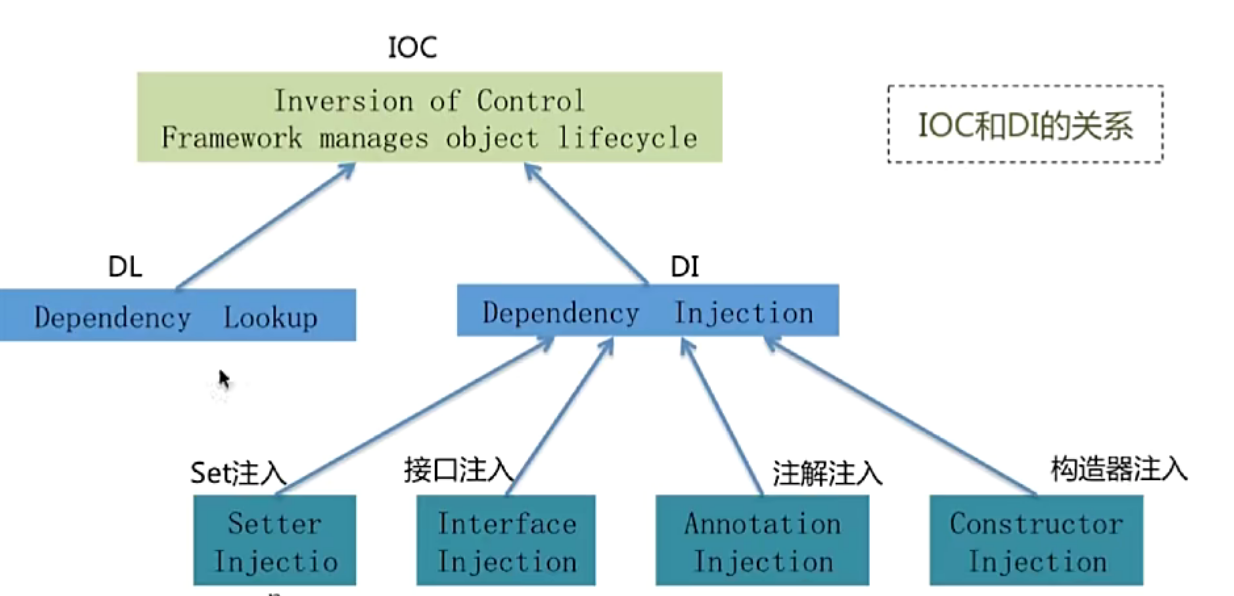 IOC
Inversion of Control
Framework manages object lifecycle
IOC和DI的关系
DL
DI
Dependency Lookup
Dependency Injection
Set注入
接口注入
注解注入
构造器注入
Setter
Injectio
n
Interface
Injection
Annotation
Injection
Constructor
Injection